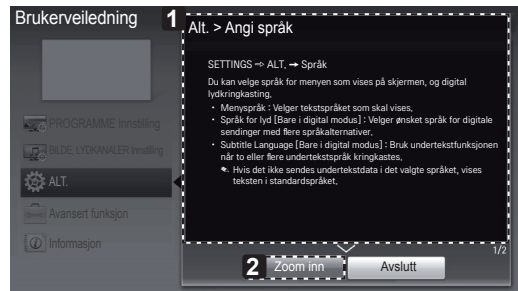 Brukerveiledning
1
Alt. > Angi språk
SETTINGS ⇨ ALT. ➞ Språk
Du kan velge språk for menyen som vises på skjermen, og digital
lydkringkasting.
• Menyspråk : Velger tekstspråket som skal vises.
• Språk for lyd [Bare i digital modus] : Velger ønsket språk for digitale
sendinger med flere språkalternativer.
• Subtitle Language [Bare i digital modus] : Bruk undertekstfunksjonen
når to eller flere undertekstspråk kringkastes.
Hvis det ikke sendes undertekstdata i det valgte språket, vises
teksten i standardspråket.
PROGRAMME Innstilling
BILDE, LYDKANALER Innstilling
ALT.
Avansert funksjon
Informasjon
1/2
2
Zoom inn
Avslutt